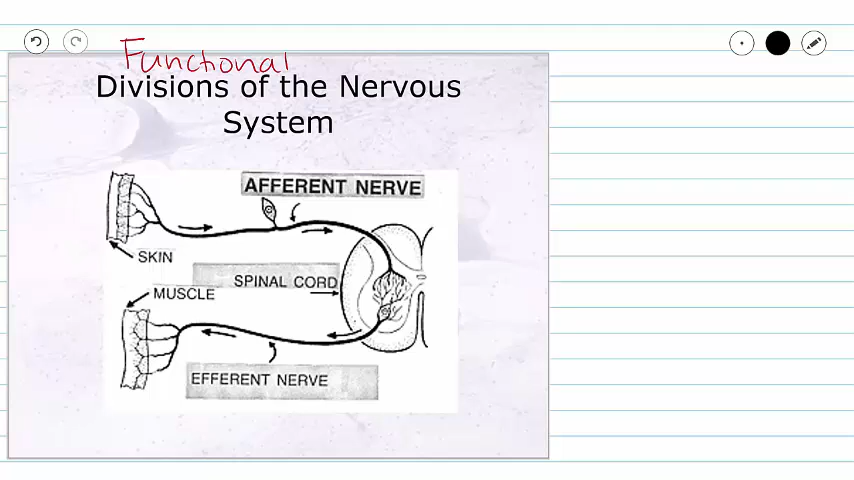 Functional
Divisions of the Nervous
System
AFFERENT NERVE
SKIN
SPINAL CORD
MUSCLE
EFFERENT NERVE